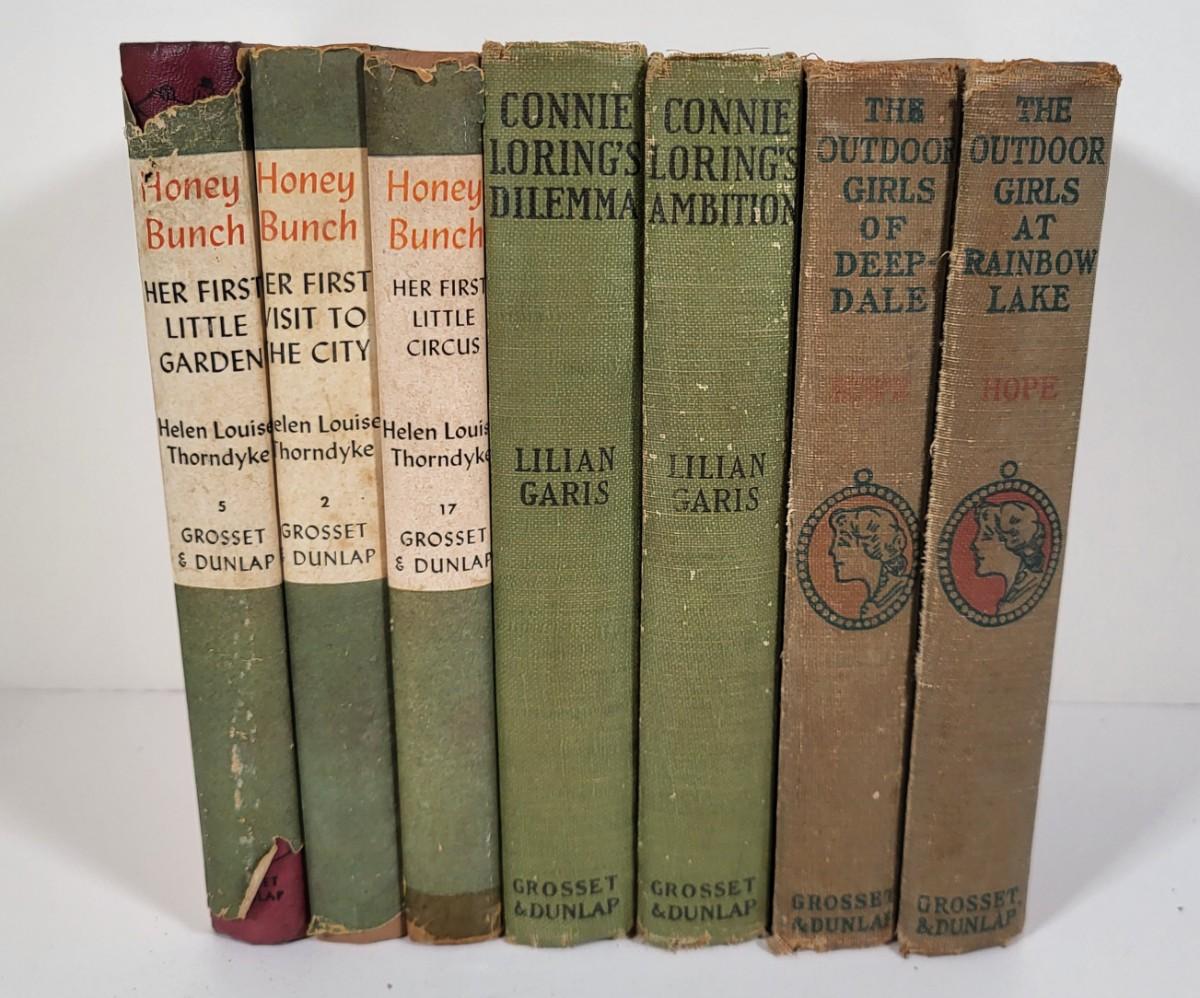 Honey
Bunch
HER FIRST
LITTLE
GARDEN
Helen Louise
Thorndyke
5
GROSSET
& DUNLAP
ET
LAP
Honey
Bunch
ER FIRST
VISIT TO
HE CITY
elen Louise
Thorndyke
2
GROSSET
& DUNLAP
Honey
Bunch
HER FIRST
LITTLE
CIRCUS
Helen Louis
Thorndyke
17
GROSSET
& DUNLAP
CONNIE
LORING'S
DILEMMA
LILIAN
GARIS
GROSSET
&DUNLAP
CONNIE
LORING'S
AMBITION
LILIAN
GARIS
GROSSET
&DUNLAP
THE
OUTDOOR
GIRLS
OF
DEEP-
DALE
HOPE
GROSSET
&DUNLAP
THE
OUTDOOR
GIRLS
AT
RAINBOW
LAKE
HOPE
GROSSET
&DUNLAP